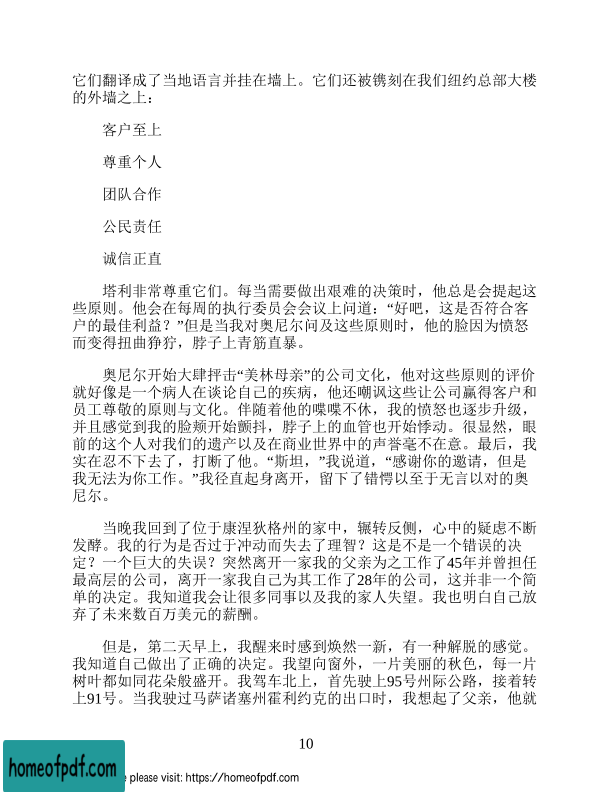 它们翻译成了当地语言并挂在墙上。它们还被镌刻在我们纽约总部大楼
的外墙之上：
客户至上
尊重个人
团队合作
公民责任
诚信正直
塔利非常尊重它们。每当需要做出艰难的决策时，他总是会提起这
些原则。他会在每周的执行委员会会议上问道：“好吧，这是否符合客
户的最佳利益？”但是当我对奥尼尔问及这些原则时，他的脸因为愤怒
而变得扭曲狰狞，脖子上青筋直暴。
奥尼尔开始大肆抨击“美林母亲”的公司文化，他对这些原则的评价
就好像是一个病人在谈论自己的疾病，他还嘲讽这些让公司赢得客户和
员工尊敬的原则与文化。伴随着他的喋喋不休，我的愤怒也逐步升级，
并且感觉到我的脸颊开始颤抖，脖子上的血管也开始悸动。很显然，眼
前的这个人对我们的遗产以及在商业世界中的声誉毫不在意。最后，我
实在忍不下去了，打断了他。“斯坦，”我说道，“感谢你的邀请，但是
我无法为你工作。”我径直起身离开，留下了错愕以至于无言以对的奥
尼尔。
当晚我回到了位于康涅狄格州的家中，辗转反侧，心中的疑虑不断
发酵。我的行为是否过于冲动而失去了理智？这是不是一个错误的决
定？一个巨大的失误？突然离开一家我的父亲为之工作了45年并曾担任
最高层的公司，离开一家我自己为其工作了28年的公司，这并非一个简
单的决定。我知道我会让很多同事以及我的家人失望。我也明白自己放
弃了未来数百万美元的薪酬。
但是，第二天早上，我醒来时感到焕然一新，有一种解脱的感觉。
我知道自己做出了正确的决定。我望向窗外，一片美丽的秋色，每一片
树叶都如同花朵般盛开。我驾车北上，首先驶上95号州际公路，接着转
上91号。当我驶过马萨诸塞州霍利约克的出口时，我想起了父亲，他就
10
homeofpdf.com
e please visit: https://homeofpdf.com